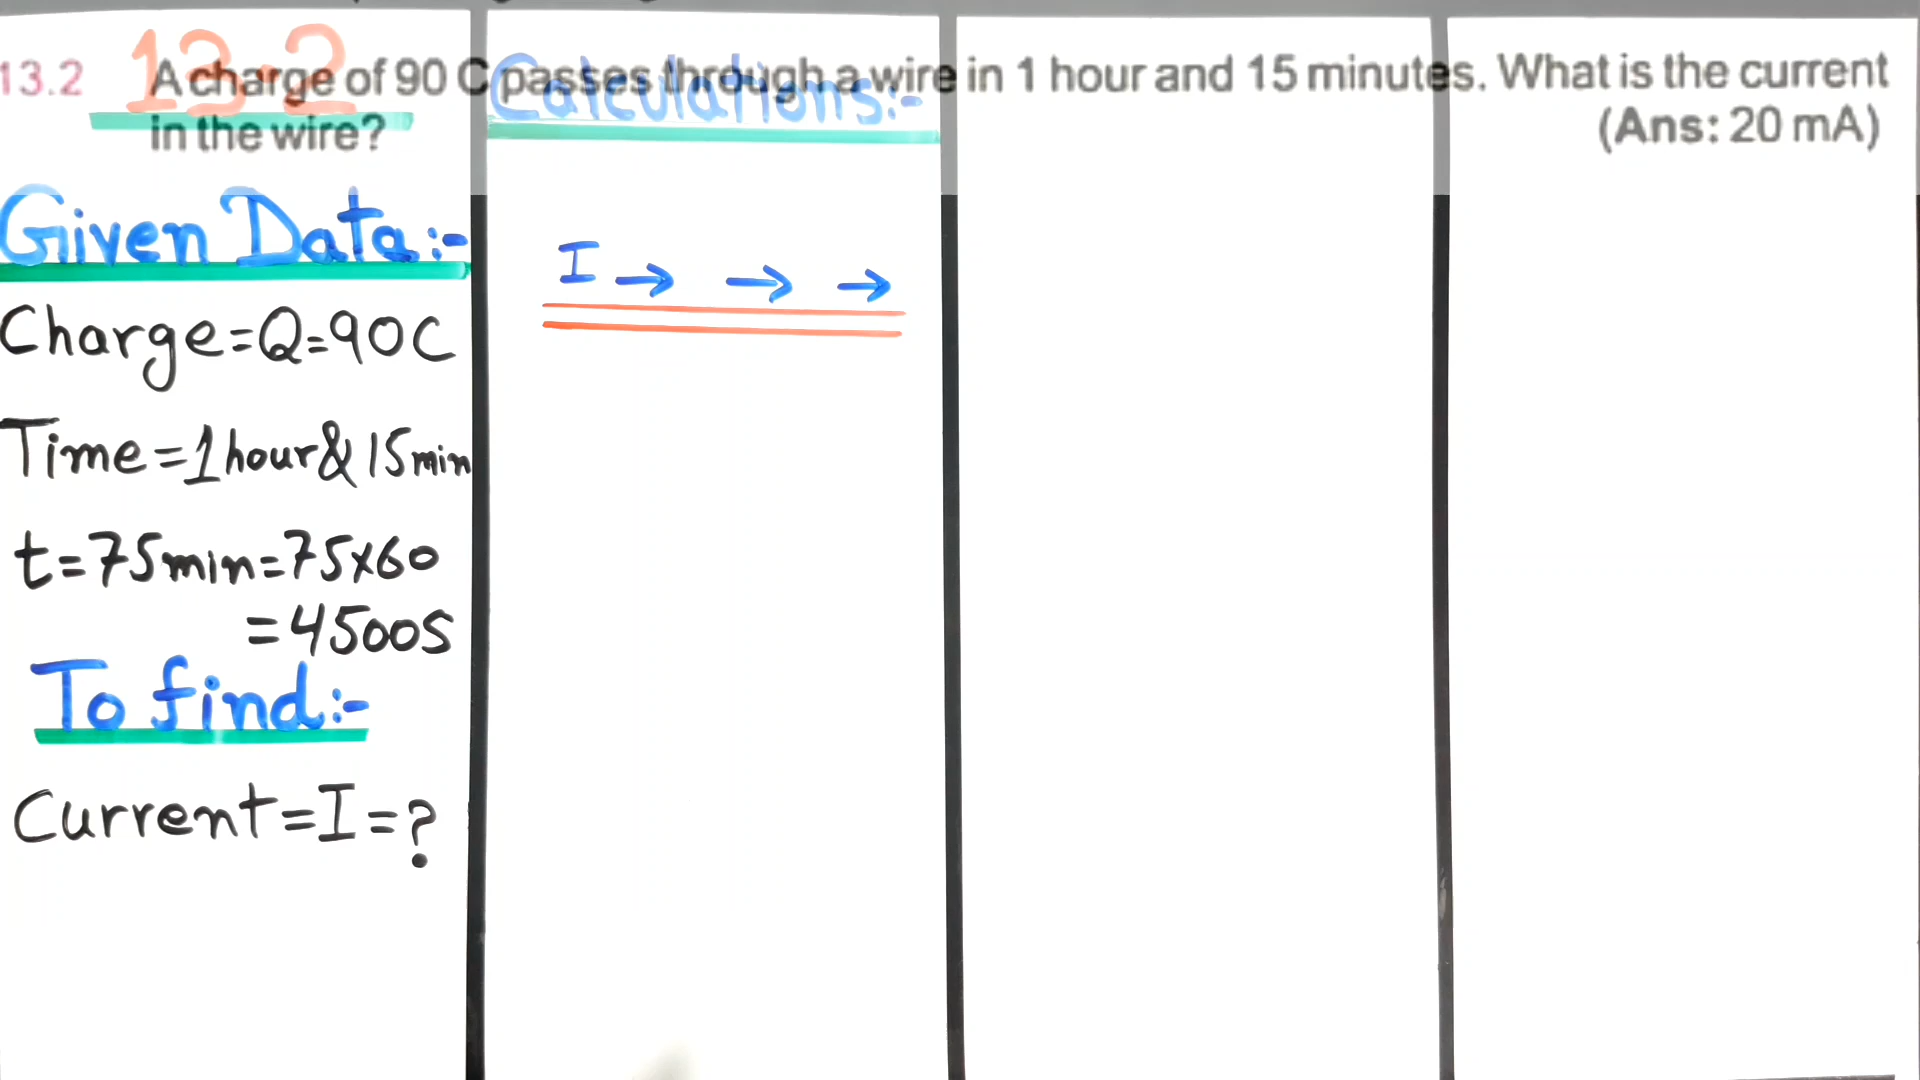 13.2 A charge of 90 C passes through a wire in 1 hour and 15 minutes. What is the current
in the wire? (Ans: 20 mA)
13.2
Given Data:-
Charge=Q=90C
Time=1hour&15min
t=75min=75x60
=4500S
To find:-
Current=I=?
Calculations:-
I → → →